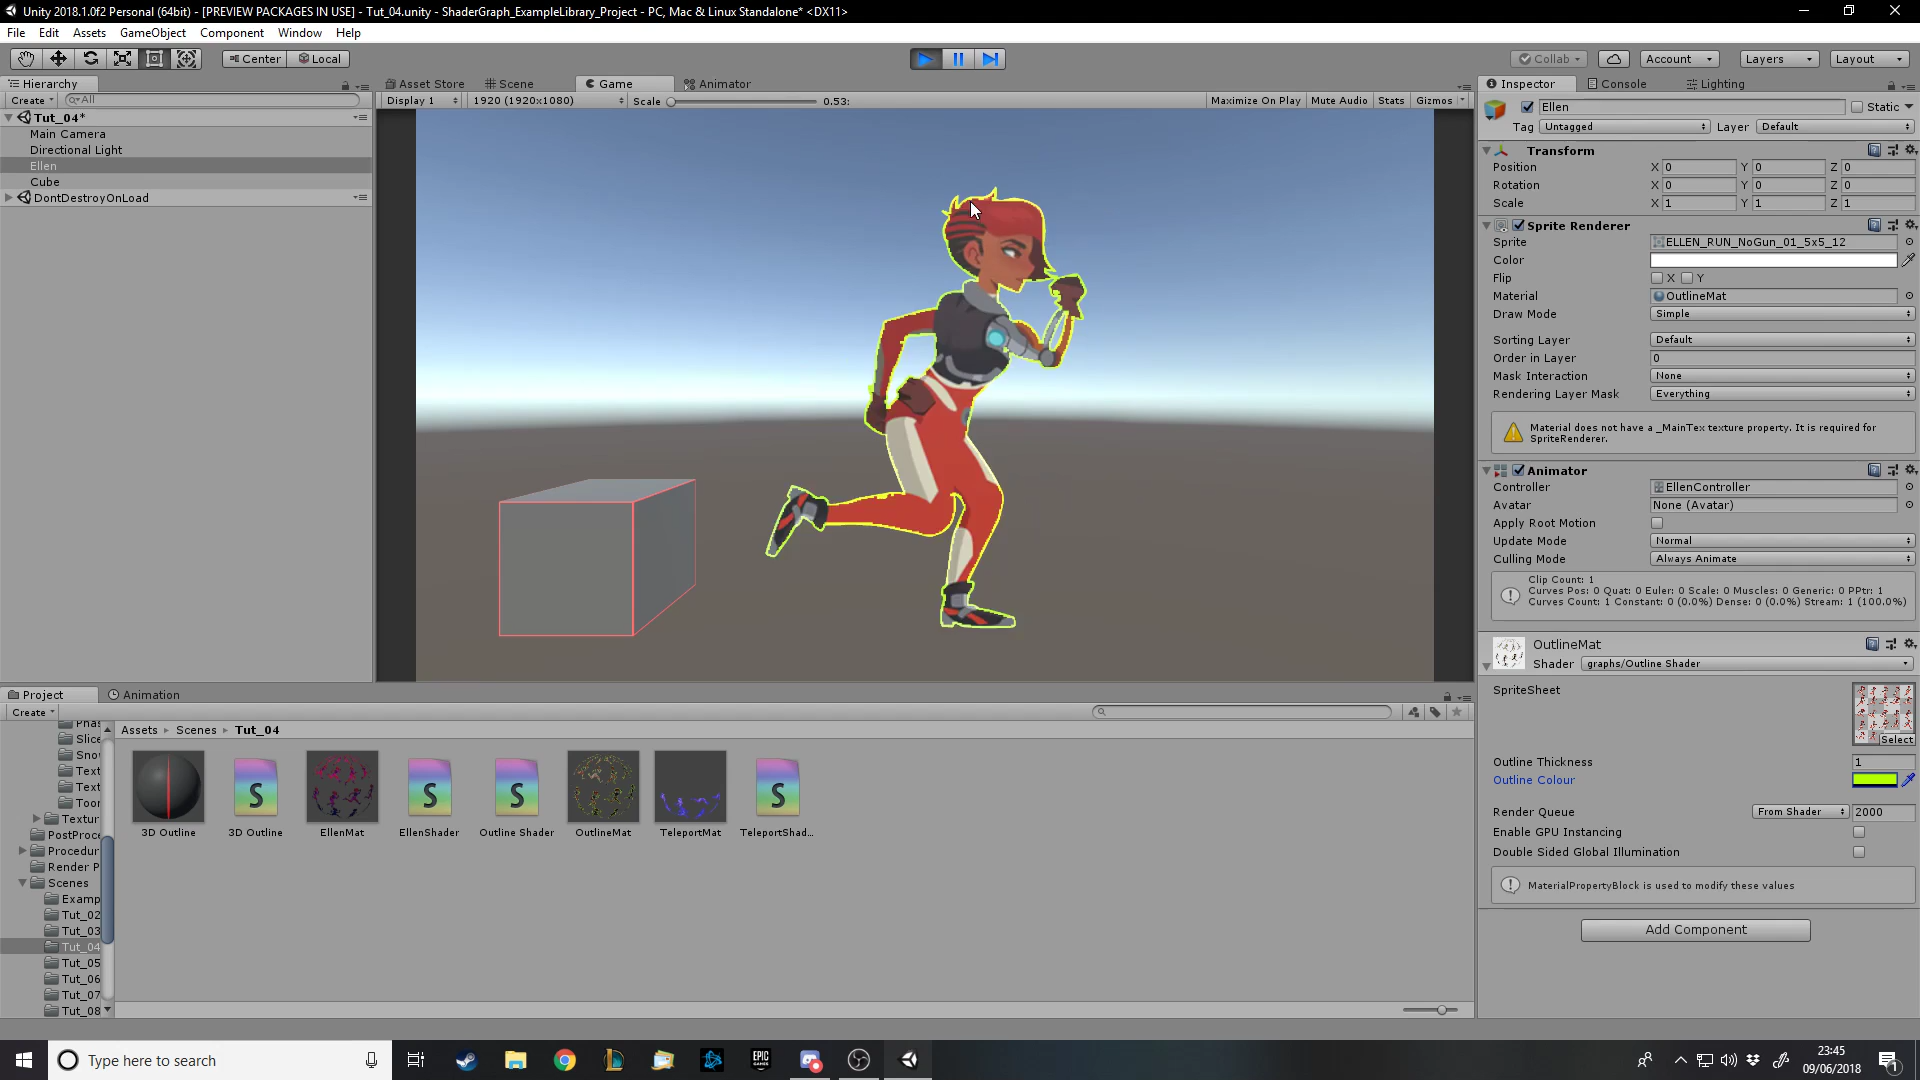 Unity 2018.1.0f2 Personal (64bit) - [PREVIEW PACKAGES IN USE] - Tut_04.unity - ShaderGraph_ExampleLibrary_Project - PC, Mac & Linux Standalone* <DX11>
File Edit Assets GameObject Component Window Help
Center Local Collab Account Layers Layout
Hierarchy
Create All
Tut_04*
Main Camera
Directional Light
Ellen
Cube
DontDestroyOnLoad
Asset Store Scene Game Animator
Display 1 1920 (1920x1080) Scale 0.53: Maximize On Play Mute Audio Stats Gizmos
Inspector Console Lighting
Ellen Static
Tag Untagged Layer Default
Transform
Position X 0 Y 0 Z 0
Rotation X 0 Y 0 Z 0
Scale X 1 Y 1 Z 1
Sprite Renderer
Sprite ELLEN_RUN_NoGun_01_5x5_12
Color
Flip X Y
Material OutlineMat
Draw Mode Simple
Sorting Layer Default
Order in Layer 0
Mask Interaction None
Rendering Layer Mask Everything
Material does not have a _MainTex texture property. It is required for
SpriteRenderer.
Animator
Controller EllenController
Avatar None (Avatar)
Apply Root Motion
Update Mode Normal
Culling Mode Always Animate
Clip Count: 1
Curves Pos: 0 Quat: 0 Euler: 0 Scale: 0 Muscles: 0 Generic: 0 PPtr: 1
Curves Count: 1 Constant: 0 (0.0%) Dense: 0 (0.0%) Stream: 1 (100.0%)
OutlineMat
Shader graphs/Outline Shader
SpriteSheet
Select
Outline Thickness 1
Outline Colour
Render Queue From Shader 2000
Enable GPU Instancing
Double Sided Global Illumination
MaterialPropertyBlock is used to modify these values
Add Component
Project Animation
Create
Phas
Slice
Sno
Text
Text
Toor
Textur
PostProce
Procedur
Render P
Scenes
Examp
Tut_02
Tut_03
Tut_04
Tut_05
Tut_06
Tut_07
Tut_08
Assets Scenes Tut_04
3D Outline 3D Outline EllenMat EllenShader Outline Shader OutlineMat TeleportMat TeleportShad...
Type here to search
EPIC
GAMES
23:45
09/06/2018
1